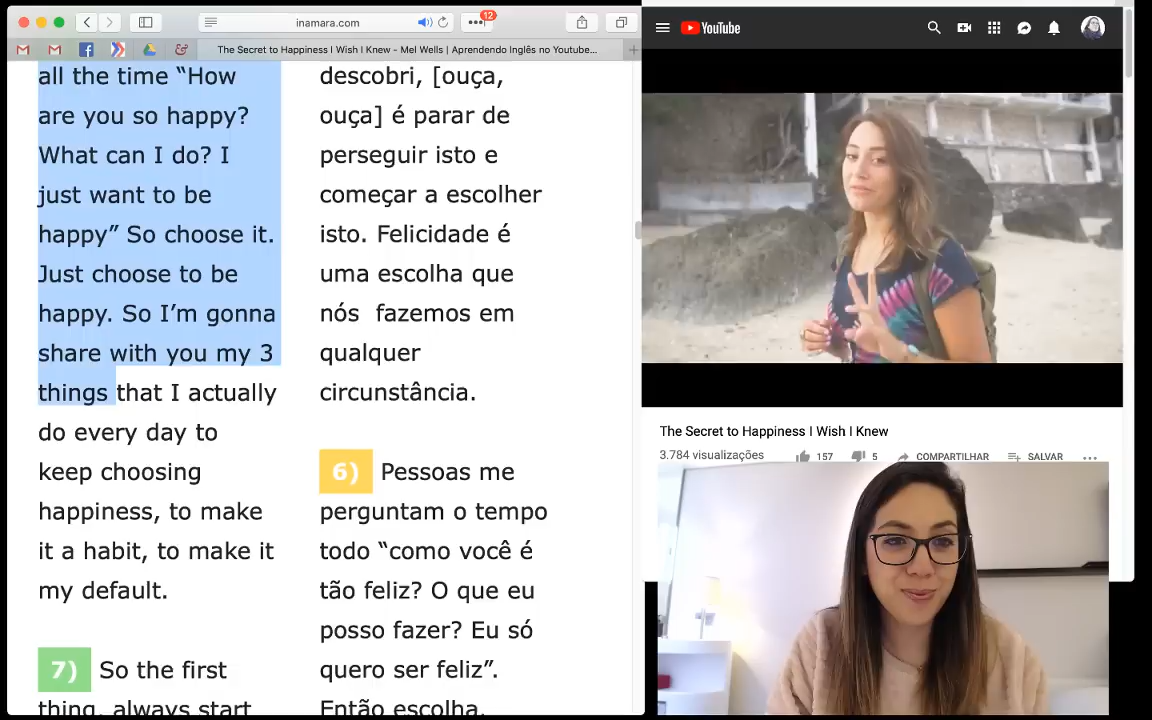 inamara.com
12
The Secret to Happiness I Wish I Knew - Mel Wells | Aprendendo Inglês no Youtube...
all the time “How
are you so happy?
What can I do? I
just want to be
happy” So choose it.
Just choose to be
happy. So I’m gonna
share with you my 3
things that I actually
do every day to
keep choosing
happiness, to make
it a habit, to make it
my default.
7) So the first
thing, always start
descobri, [ouça,
ouça] é parar de
perseguir isto e
começar a escolher
isto. Felicidade é
uma escolha que
nós fazemos em
qualquer
circunstância.
6) Pessoas me
perguntam o tempo
todo “como você é
tão feliz? O que eu
posso fazer? Eu só
quero ser feliz”.
Então escolha.
YouTube
The Secret to Happiness I Wish I Knew
3.784 visualizações 157 5 COMPARTILHAR SALVAR